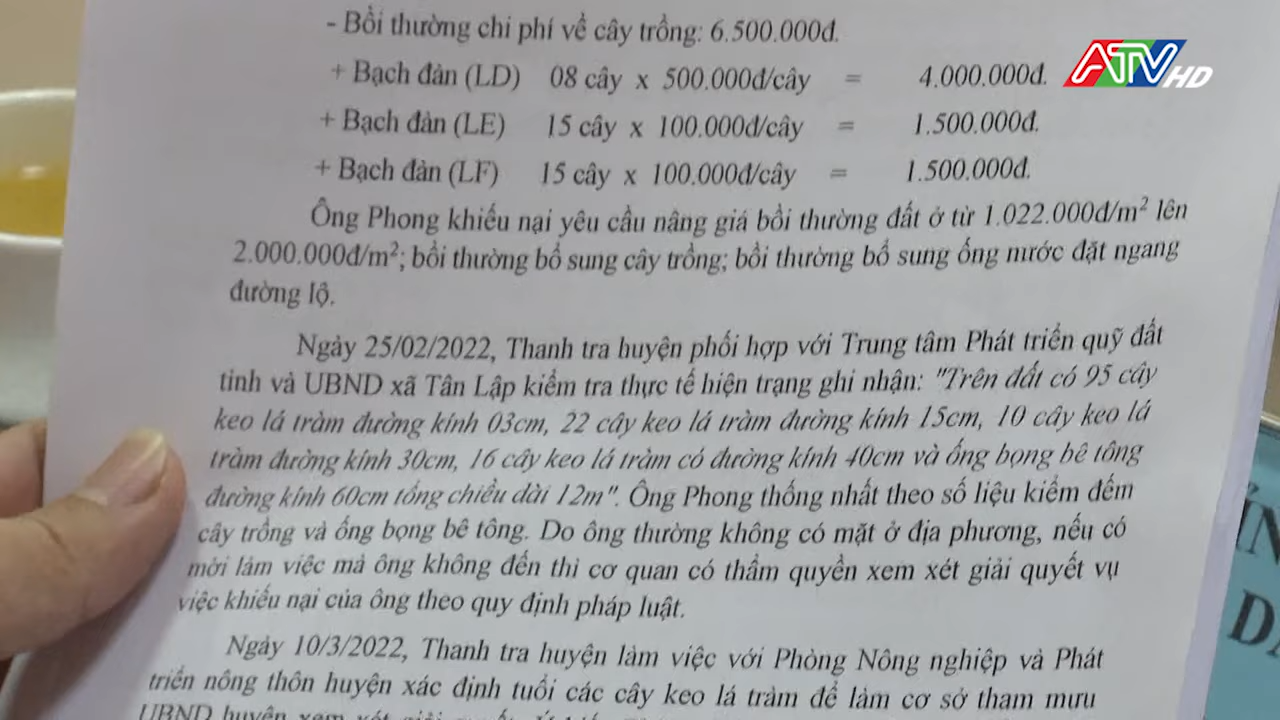 - Bồi thường chi phí về cây trồng: 6.500.000đ.
+ Bạch đàn (LD) 08 cây x 500.000đ/cây = 4.000.000đ.
+ Bạch đàn (LE) 15 cây x 100.000đ/cây = 1.500.000đ.
+ Bạch đàn (LF) 15 cây x 100.000đ/cây = 1.500.000đ.
ATV HD
Ông Phong khiếu nại yêu cầu nâng giá bồi thường đất ở từ 1.022.000đ/m² lên
2.000.000đ/m²; bồi thường bổ sung cây trồng; bồi thường bổ sung ống nước đặt ngang
đường lộ.
Ngày 25/02/2022, Thanh tra huyện phối hợp với Trung tâm Phát triển quỹ đất
tỉnh và UBND xã Tân Lập kiểm tra thực tế hiện trạng ghi nhận: "Trên đất có 95 cây
keo lá tràm đường kính 03cm, 22 cây keo lá tràm đường kính 15cm, 10 cây keo lá
tràm đường kính 30cm, 16 cây keo lá tràm có đường kính 40cm và ống bọng bê tông
đường kính 60cm tổng chiều dài 12m". Ông Phong thống nhất theo số liệu kiểm đếm
cây trồng và ống bọng bê tông. Do ông thường không có mặt ở địa phương, nếu có
mời làm việc mà ông không đến thì cơ quan có thẩm quyền xem xét giải quyết vụ
việc khiếu nại của ông theo quy định pháp luật.
Ngày 10/3/2022, Thanh tra huyện làm việc với Phòng Nông nghiệp và Phát
triển nông thôn huyện xác định tuổi các cây keo lá tràm để làm cơ sở tham mưu
UBND huyện xem xét giải quyết